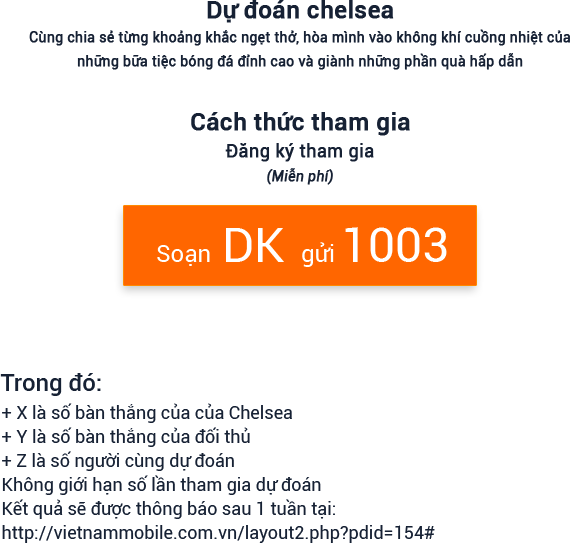 Dự đoán chelsea
Cùng chia sẻ từng khoảng khắc ngẹt thở, hòa mình vào không khí cuồng nhiệt của
những bữa tiệc bóng đá đỉnh cao và giành những phần quà hấp dẫn
Cách thức tham gia
Đăng ký tham gia
(Miễn phí)
Soạn DK gửi 1003
Trong đó:
+ X là số bàn thắng của của Chelsea
+ Y là số bàn thắng của đối thủ
+ Z là số người cùng dự đoán
Không giới hạn số lần tham gia dự đoán
Kết quả sẽ được thông báo sau 1 tuần tại:
http://vietnammobile.com.vn/layout2.php?pdid=154#